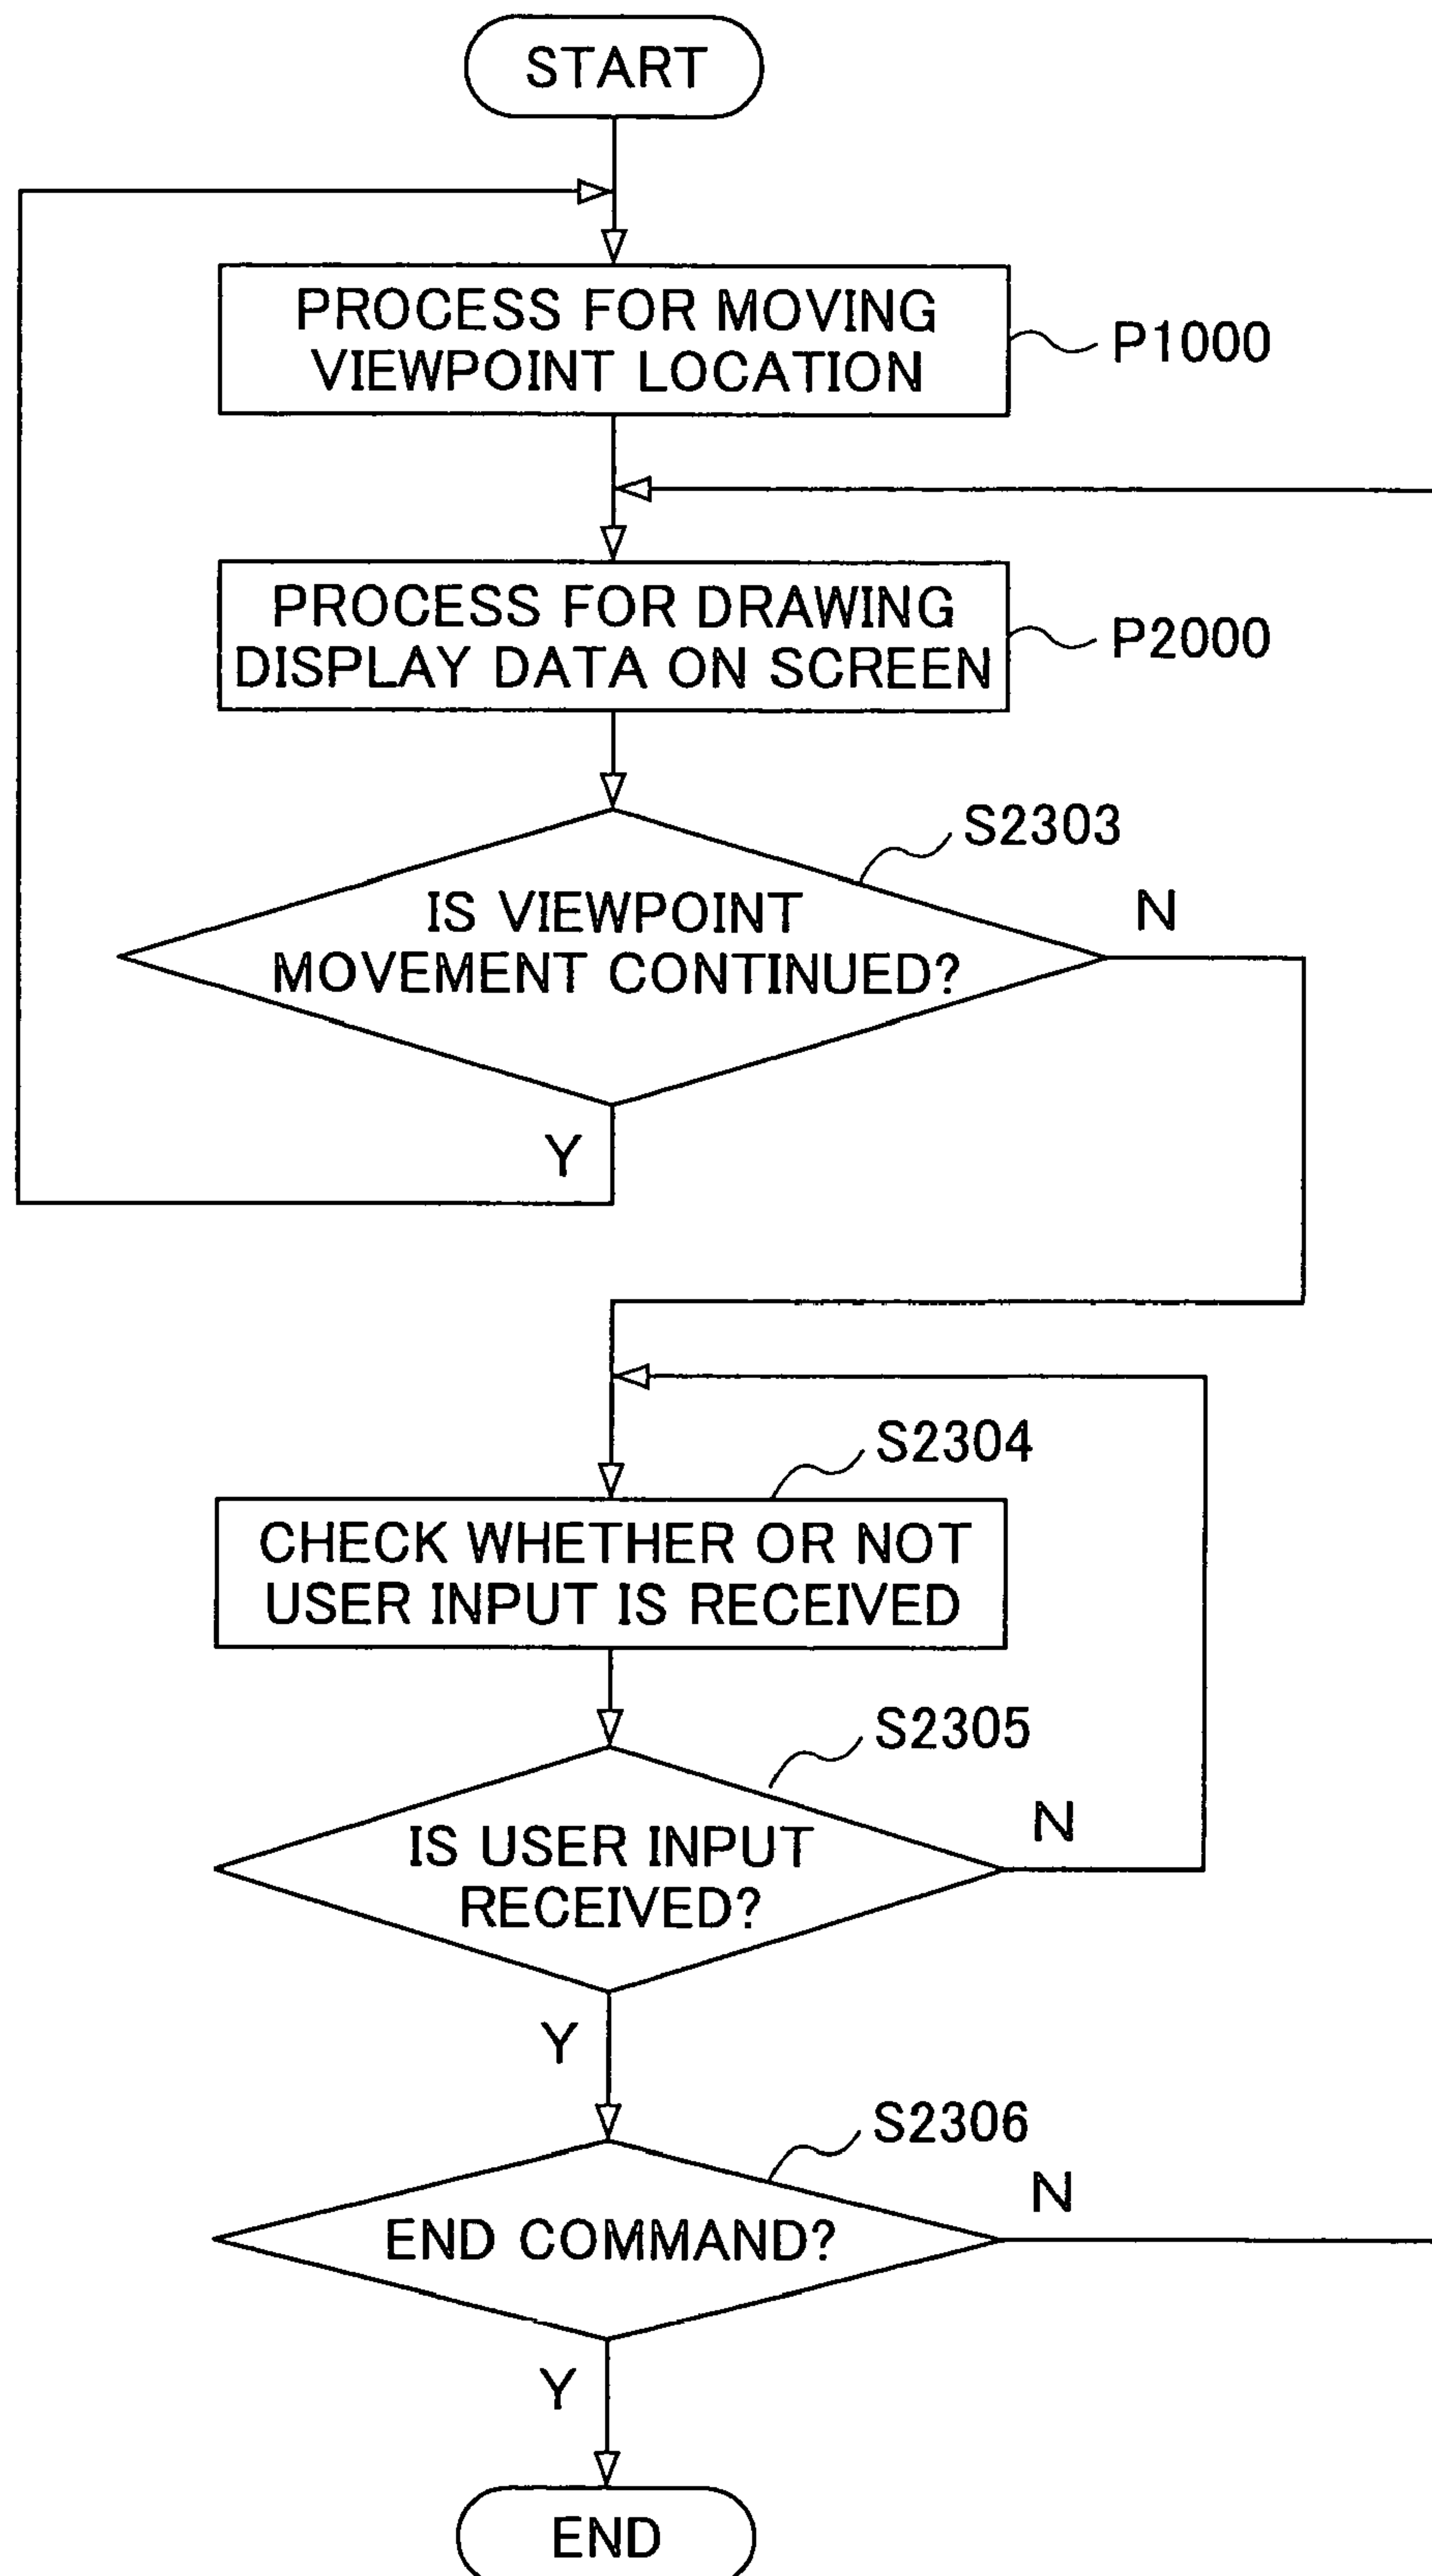 START
PROCESS FOR MOVING
VIEWPOINT LOCATION
P1000
PROCESS FOR DRAWING
DISPLAY DATA ON SCREEN
P2000
S2303
IS VIEWPOINT
MOVEMENT CONTINUED?
N
Y
S2304
CHECK WHETHER OR NOT
USER INPUT IS RECEIVED
S2305
IS USER INPUT
RECEIVED?
N
Y
S2306
END COMMAND?
N
Y
END